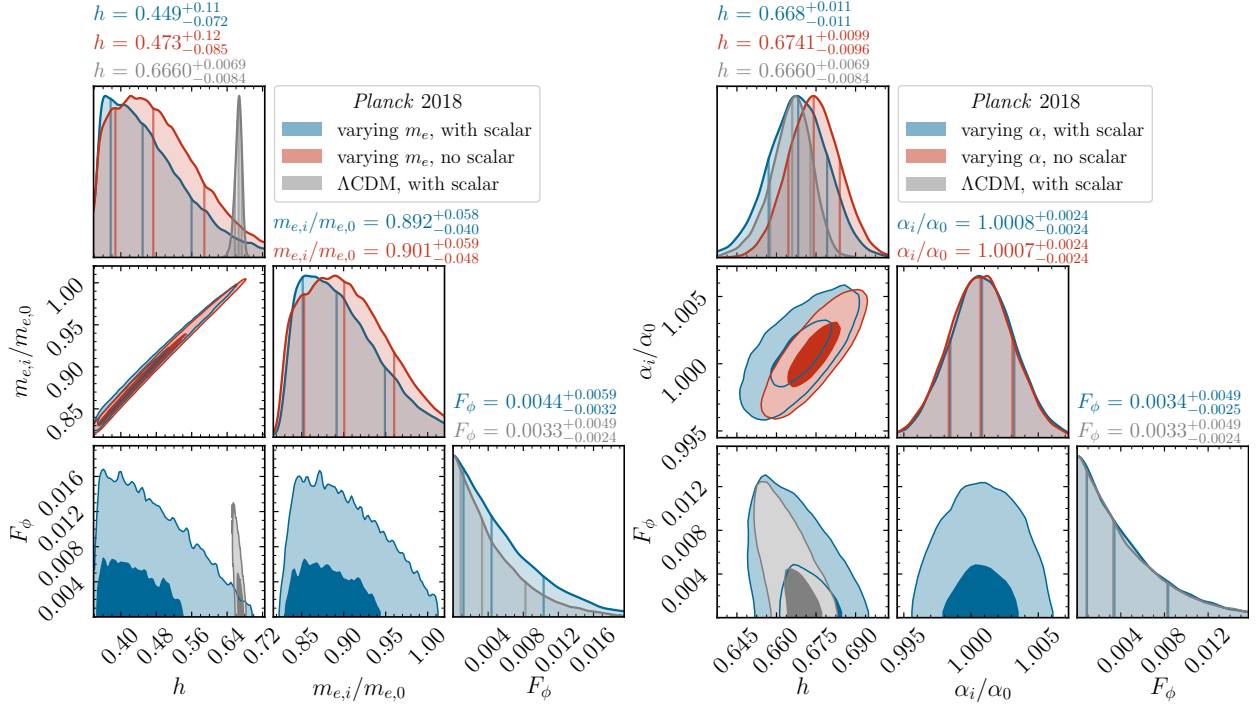 h = 0.449^{+0.11}_{-0.072}
h = 0.473^{+0.12}_{-0.085}
h = 0.6660^{+0.0069}_{-0.0084}
Planck 2018
varying m_e, with scalar
varying m_e, no scalar
ΛCDM, with scalar
m_{e,i}/m_{e,0} = 0.892^{+0.058}_{-0.040}
m_{e,i}/m_{e,0} = 0.901^{+0.059}_{-0.048}
m_{e,i}/m_{e,0}
1.00
0.95
0.90
0.85
F_ϕ = 0.0044^{+0.0059}_{-0.0032}
F_ϕ = 0.0033^{+0.0049}_{-0.0024}
F_ϕ
0.016
0.012
0.008
0.004
0.40 0.48 0.56 0.64 0.72
h
0.85 0.90 0.95 1.00
m_{e,i}/m_{e,0}
0.004 0.008 0.012 0.016
F_ϕ
h = 0.668^{+0.011}_{-0.011}
h = 0.6741^{+0.0099}_{-0.0096}
h = 0.6660^{+0.0069}_{-0.0084}
Planck 2018
varying α, with scalar
varying α, no scalar
ΛCDM, with scalar
α_i/α_0 = 1.0008^{+0.0024}_{-0.0024}
α_i/α_0 = 1.0007^{+0.0024}_{-0.0024}
α_i/α_0
1.005
1.000
0.995
F_ϕ = 0.0034^{+0.0049}_{-0.0025}
F_ϕ = 0.0033^{+0.0049}_{-0.0024}
F_ϕ
0.012
0.008
0.004
0.645 0.660 0.675 0.690
h
0.995 1.000 1.005
α_i/α_0
0.004 0.008 0.012
F_ϕ